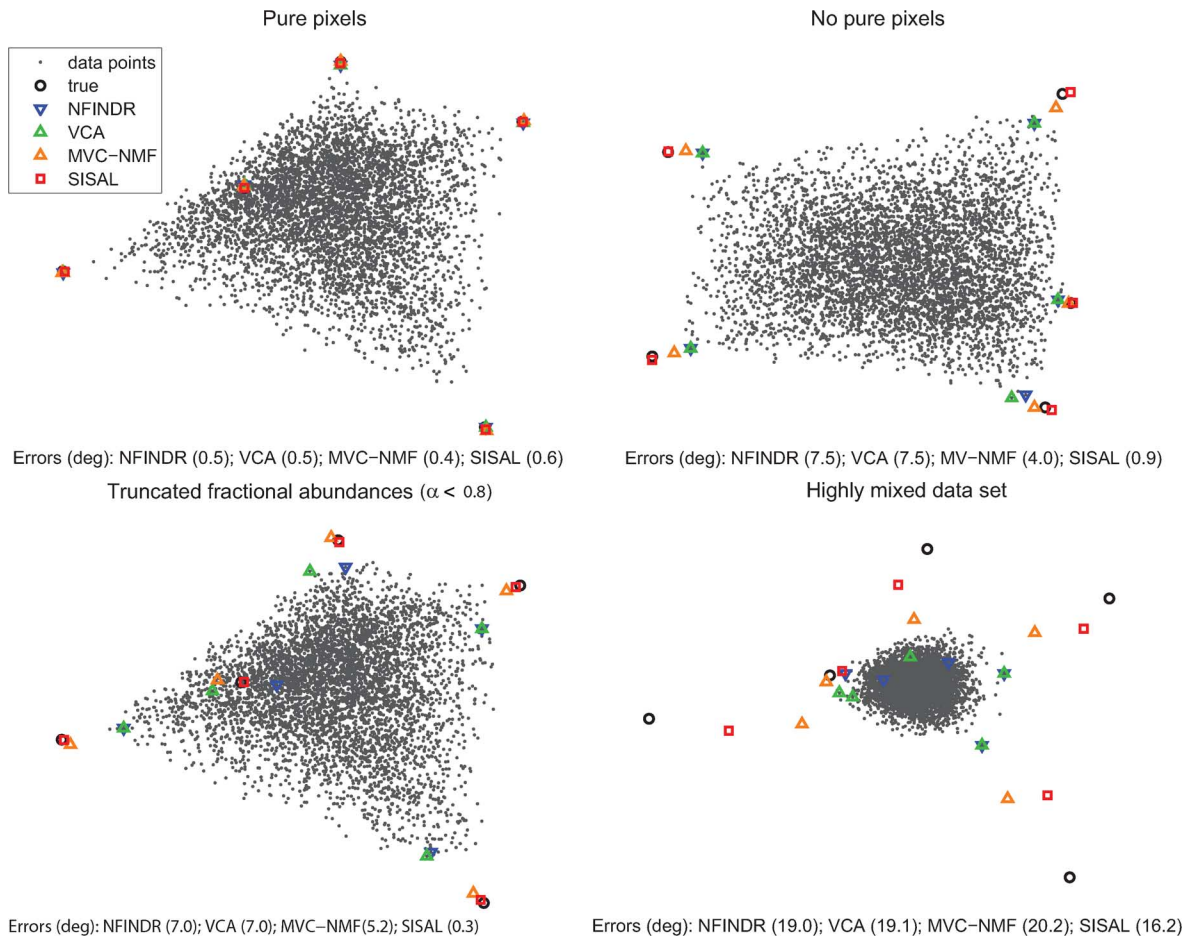 Pure pixels
data points
true
NFINDR
VCA
MVC−NMF
SISAL
Errors (deg): NFINDR (0.5); VCA (0.5); MVC−NMF (0.4); SISAL (0.6)
No pure pixels
Errors (deg): NFINDR (7.5); VCA (7.5); MV−NMF (4.0); SISAL (0.9)
Truncated fractional abundances (α < 0.8)
Errors (deg): NFINDR (7.0); VCA (7.0); MVC−NMF(5.2); SISAL (0.3)
Highly mixed data set
Errors (deg): NFINDR (19.0); VCA (19.1); MVC−NMF (20.2); SISAL (16.2)